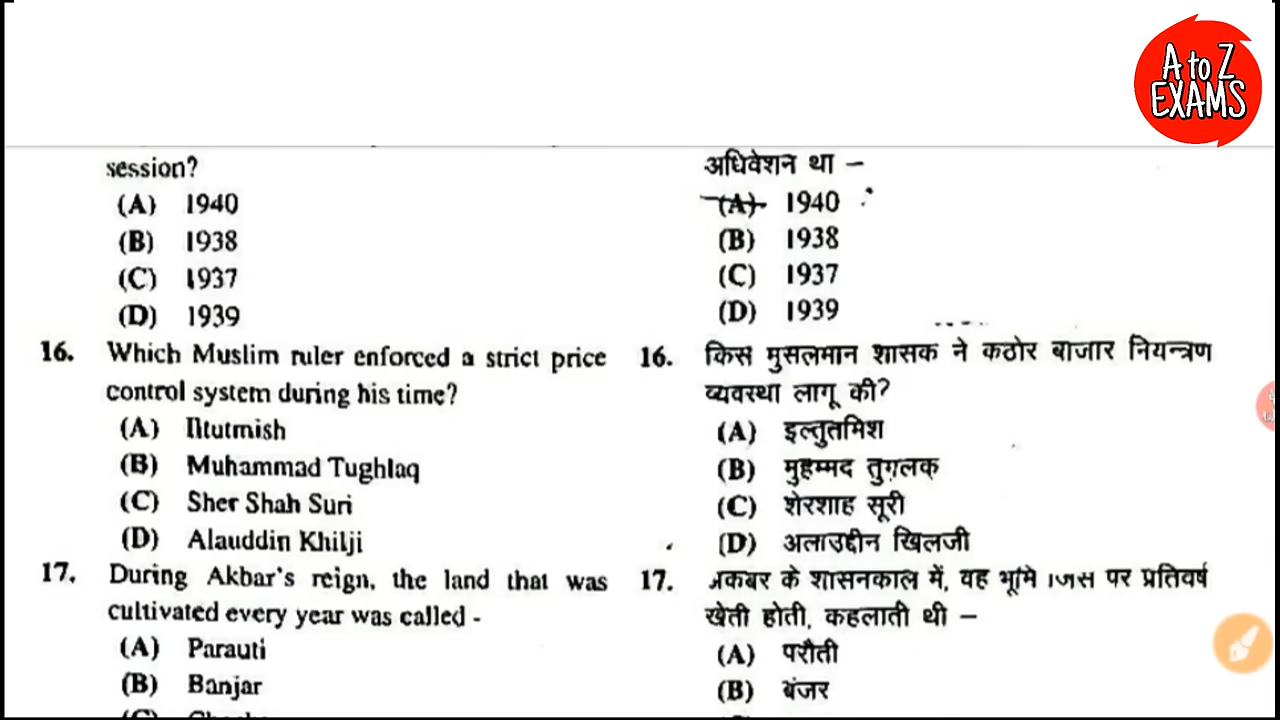 A to Z
EXAMS
session?
(A) 1940
(B) 1938
(C) 1937
(D) 1939
16. Which Muslim ruler enforced a strict price
control system during his time?
(A) Iltutmish
(B) Muhammad Tughlaq
(C) Sher Shah Suri
(D) Alauddin Khilji
17. During Akbar's reign, the land that was
cultivated every year was called -
(A) Parauti
(B) Banjar
अधिवेशन था –
(A) 1940
(B) 1938
(C) 1937
(D) 1939
16. किस मुसलमान शासक ने कठोर बाजार नियन्त्रण
व्यवस्था लागू की?
(A) इल्तुतमिश
(B) मुहम्मद तुग़लक़
(C) शेरशाह सूरी
(D) अलाउद्दीन खिलजी
17. अकबर के शासनकाल में, वह भूमि जिस पर प्रतिवर्ष
खेती होती, कहलाती थी –
(A) परौती
(B) बंजर